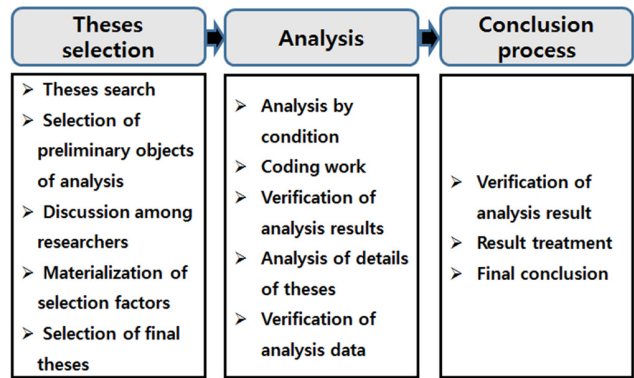 Theses
selection
Analysis
Conclusion
process
➢ Theses search
➢ Selection of
preliminary objects
of analysis
➢ Discussion among
researchers
➢ Materialization of
selection factors
➢ Selection of final
theses
➢ Analysis by
condition
➢ Coding work
➢ Verification of
analysis results
➢ Analysis of details
of theses
➢ Verification of
analysis data
➢ Verification of
analysis result
➢ Result treatment
➢ Final conclusion